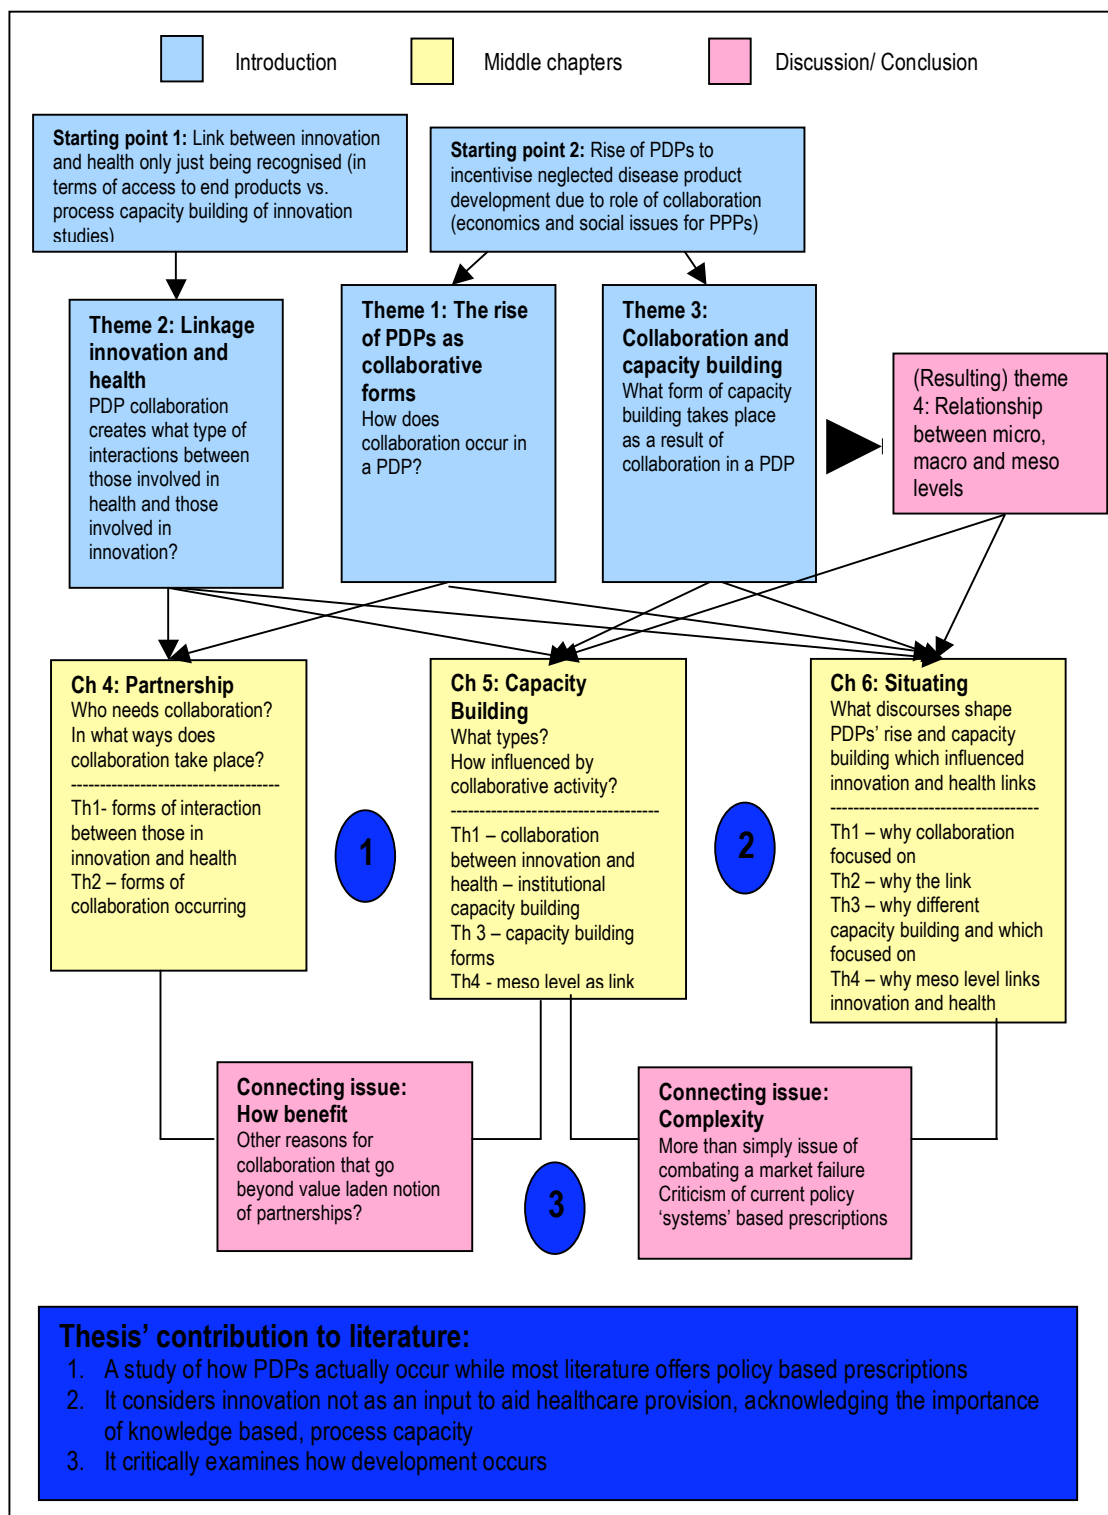 Introduction
Middle chapters
Discussion/ Conclusion
Starting point 1: Link between innovation
and health only just being recognised (in
terms of access to end products vs.
process capacity building of innovation
studies)
Starting point 2: Rise of PDPs to
incentivise neglected disease product
development due to role of collaboration
(economics and social issues for PPPs)
Theme 2: Linkage
innovation and
health
PDP collaboration
creates what type of
interactions between
those involved in
health and those
involved in
innovation?
Theme 1: The rise
of PDPs as
collaborative
forms
How does
collaboration occur in
a PDP?
Theme 3:
Collaboration and
capacity building
What form of capacity
building takes place
as a result of
collaboration in a PDP
(Resulting) theme
4: Relationship
between micro,
macro and meso
levels
Ch 4: Partnership
Who needs collaboration?
In what ways does
collaboration take place?
------------------------------------
Th1- forms of interaction
between those in
innovation and health
Th2 – forms of
collaboration occurring
1
Ch 5: Capacity
Building
What types?
How influenced by
collaborative activity?
------------------------------------
Th1 – collaboration
between innovation and
health – institutional
capacity building
Th 3 – capacity building
forms
Th4 - meso level as link
2
Ch 6: Situating
What discourses shape
PDPs’ rise and capacity
building which influenced
innovation and health links
------------------------------------
Th1 – why collaboration
focused on
Th2 – why the link
Th3 – why different
capacity building and which
focused on
Th4 – why meso level links
innovation and health
Connecting issue:
How benefit
Other reasons for
collaboration that go
beyond value laden notion
of partnerships?
3
Connecting issue:
Complexity
More than simply issue of
combating a market failure
Criticism of current policy
‘systems’ based prescriptions
Thesis’ contribution to literature:
1. A study of how PDPs actually occur while most literature offers policy based prescriptions
2. It considers innovation not as an input to aid healthcare provision, acknowledging the importance
of knowledge based, process capacity
3. It critically examines how development occurs